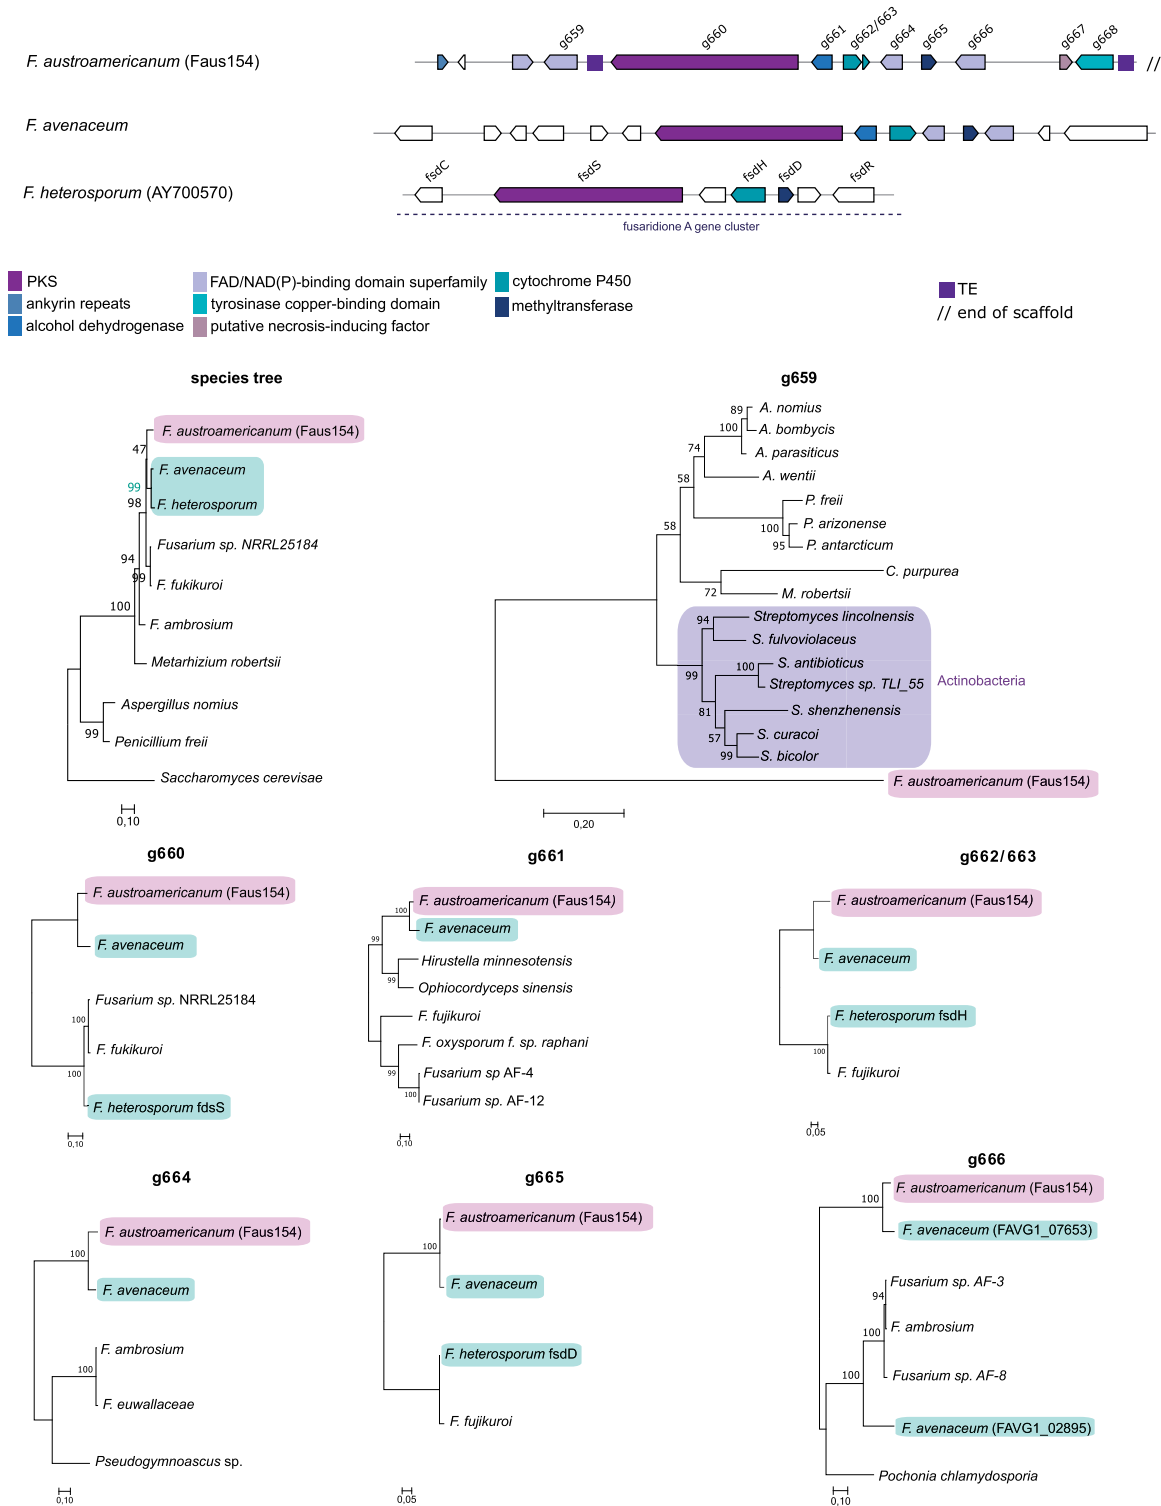 g659
g660
g661
g662/663
g664
g665
g666
g667
g668
F. austroamericanum (Faus154)
//
F. avenaceum
fsdC
fsdS
fsdH
fsdD
fsdR
F. heterosporum (AY700570)
fusaridione A gene cluster
PKS
FAD/NAD(P)-binding domain superfamily
cytochrome P450
TE
ankyrin repeats
tyrosinase copper-binding domain
methyltransferase
// end of scaffold
alcohol dehydrogenase
putative necrosis-inducing factor
species tree
F. austroamericanum (Faus154)
47
F. avenaceum
99
98
F. heterosporum
Fusarium sp. NRRL25184
94
99
F. fukikuroi
100
F. ambrosium
Metarhizium robertsii
Aspergillus nomius
99
Penicillium freii
Saccharomyces cerevisae
0,10
g659
89
A. nomius
100
A. bombycis
74
A. parasiticus
58
A. wentii
P. freii
58
100
P. arizonense
95
P. antarcticum
C. purpurea
72
M. robertsii
94
Streptomyces lincolnensis
S. fulvoviolaceus
99
100
S. antibioticus
Streptomyces sp. TLI_55
Actinobacteria
81
S. shenzhenensis
57
S. curacoi
99
S. bicolor
F. austroamericanum (Faus154)
0,20
g660
F. austroamericanum (Faus154)
F. avenaceum
Fusarium sp. NRRL25184
100
F. fukikuroi
100
F. heterosporum fdsS
0,10
g661
F. austroamericanum (Faus154)
100
F. avenaceum
99
Hirustella minnesotensis
99
Ophiocordyceps sinensis
F. fujikuroi
F. oxysporum f. sp. raphani
99
Fusarium sp AF-4
100
Fusarium sp. AF-12
0,10
g662/663
F. austroamericanum (Faus154)
F. avenaceum
F. heterosporum fsdH
100
F. fujikuroi
0,05
g664
F. austroamericanum (Faus154)
100
F. avenaceum
F. ambrosium
100
F. euwallaceae
Pseudogymnoascus sp.
0,10
g665
F. austroamericanum (Faus154)
100
F. avenaceum
F. heterosporum fsdD
F. fujikuroi
0,05
g666
F. austroamericanum (Faus154)
100
F. avenaceum (FAVG1_07653)
Fusarium sp. AF-3
94
F. ambrosium
100
Fusarium sp. AF-8
100
F. avenaceum (FAVG1_02895)
Pochonia chlamydosporia
0,10